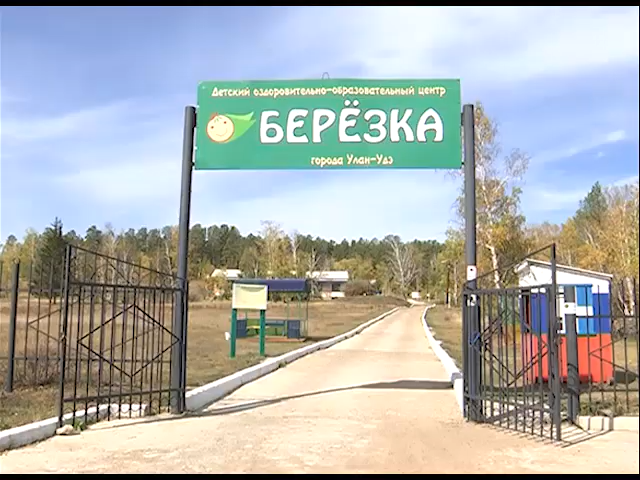 Детский оздоровительно-образовательный центр
БЕРЁЗКА
города Улан-Удэ